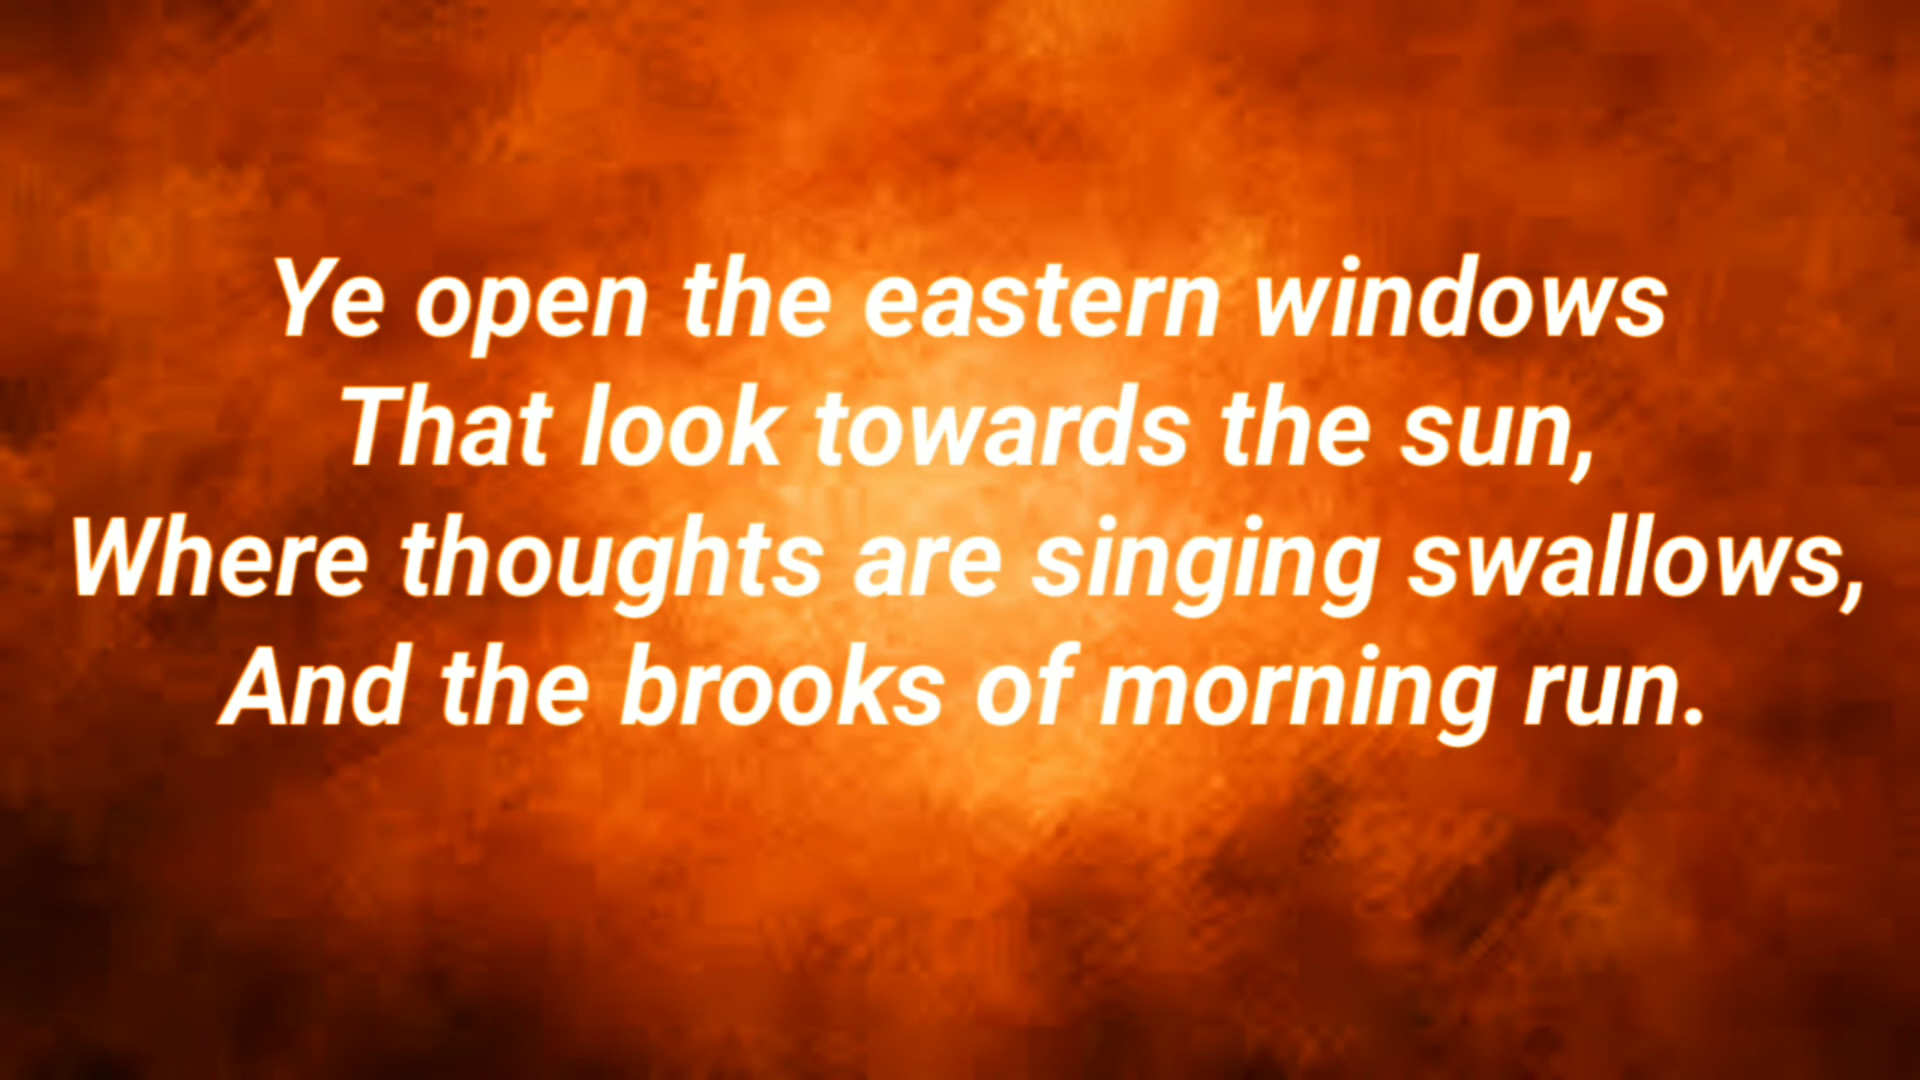 Ye open the eastern windows
That look towards the sun,
Where thoughts are singing swallows,
And the brooks of morning run.